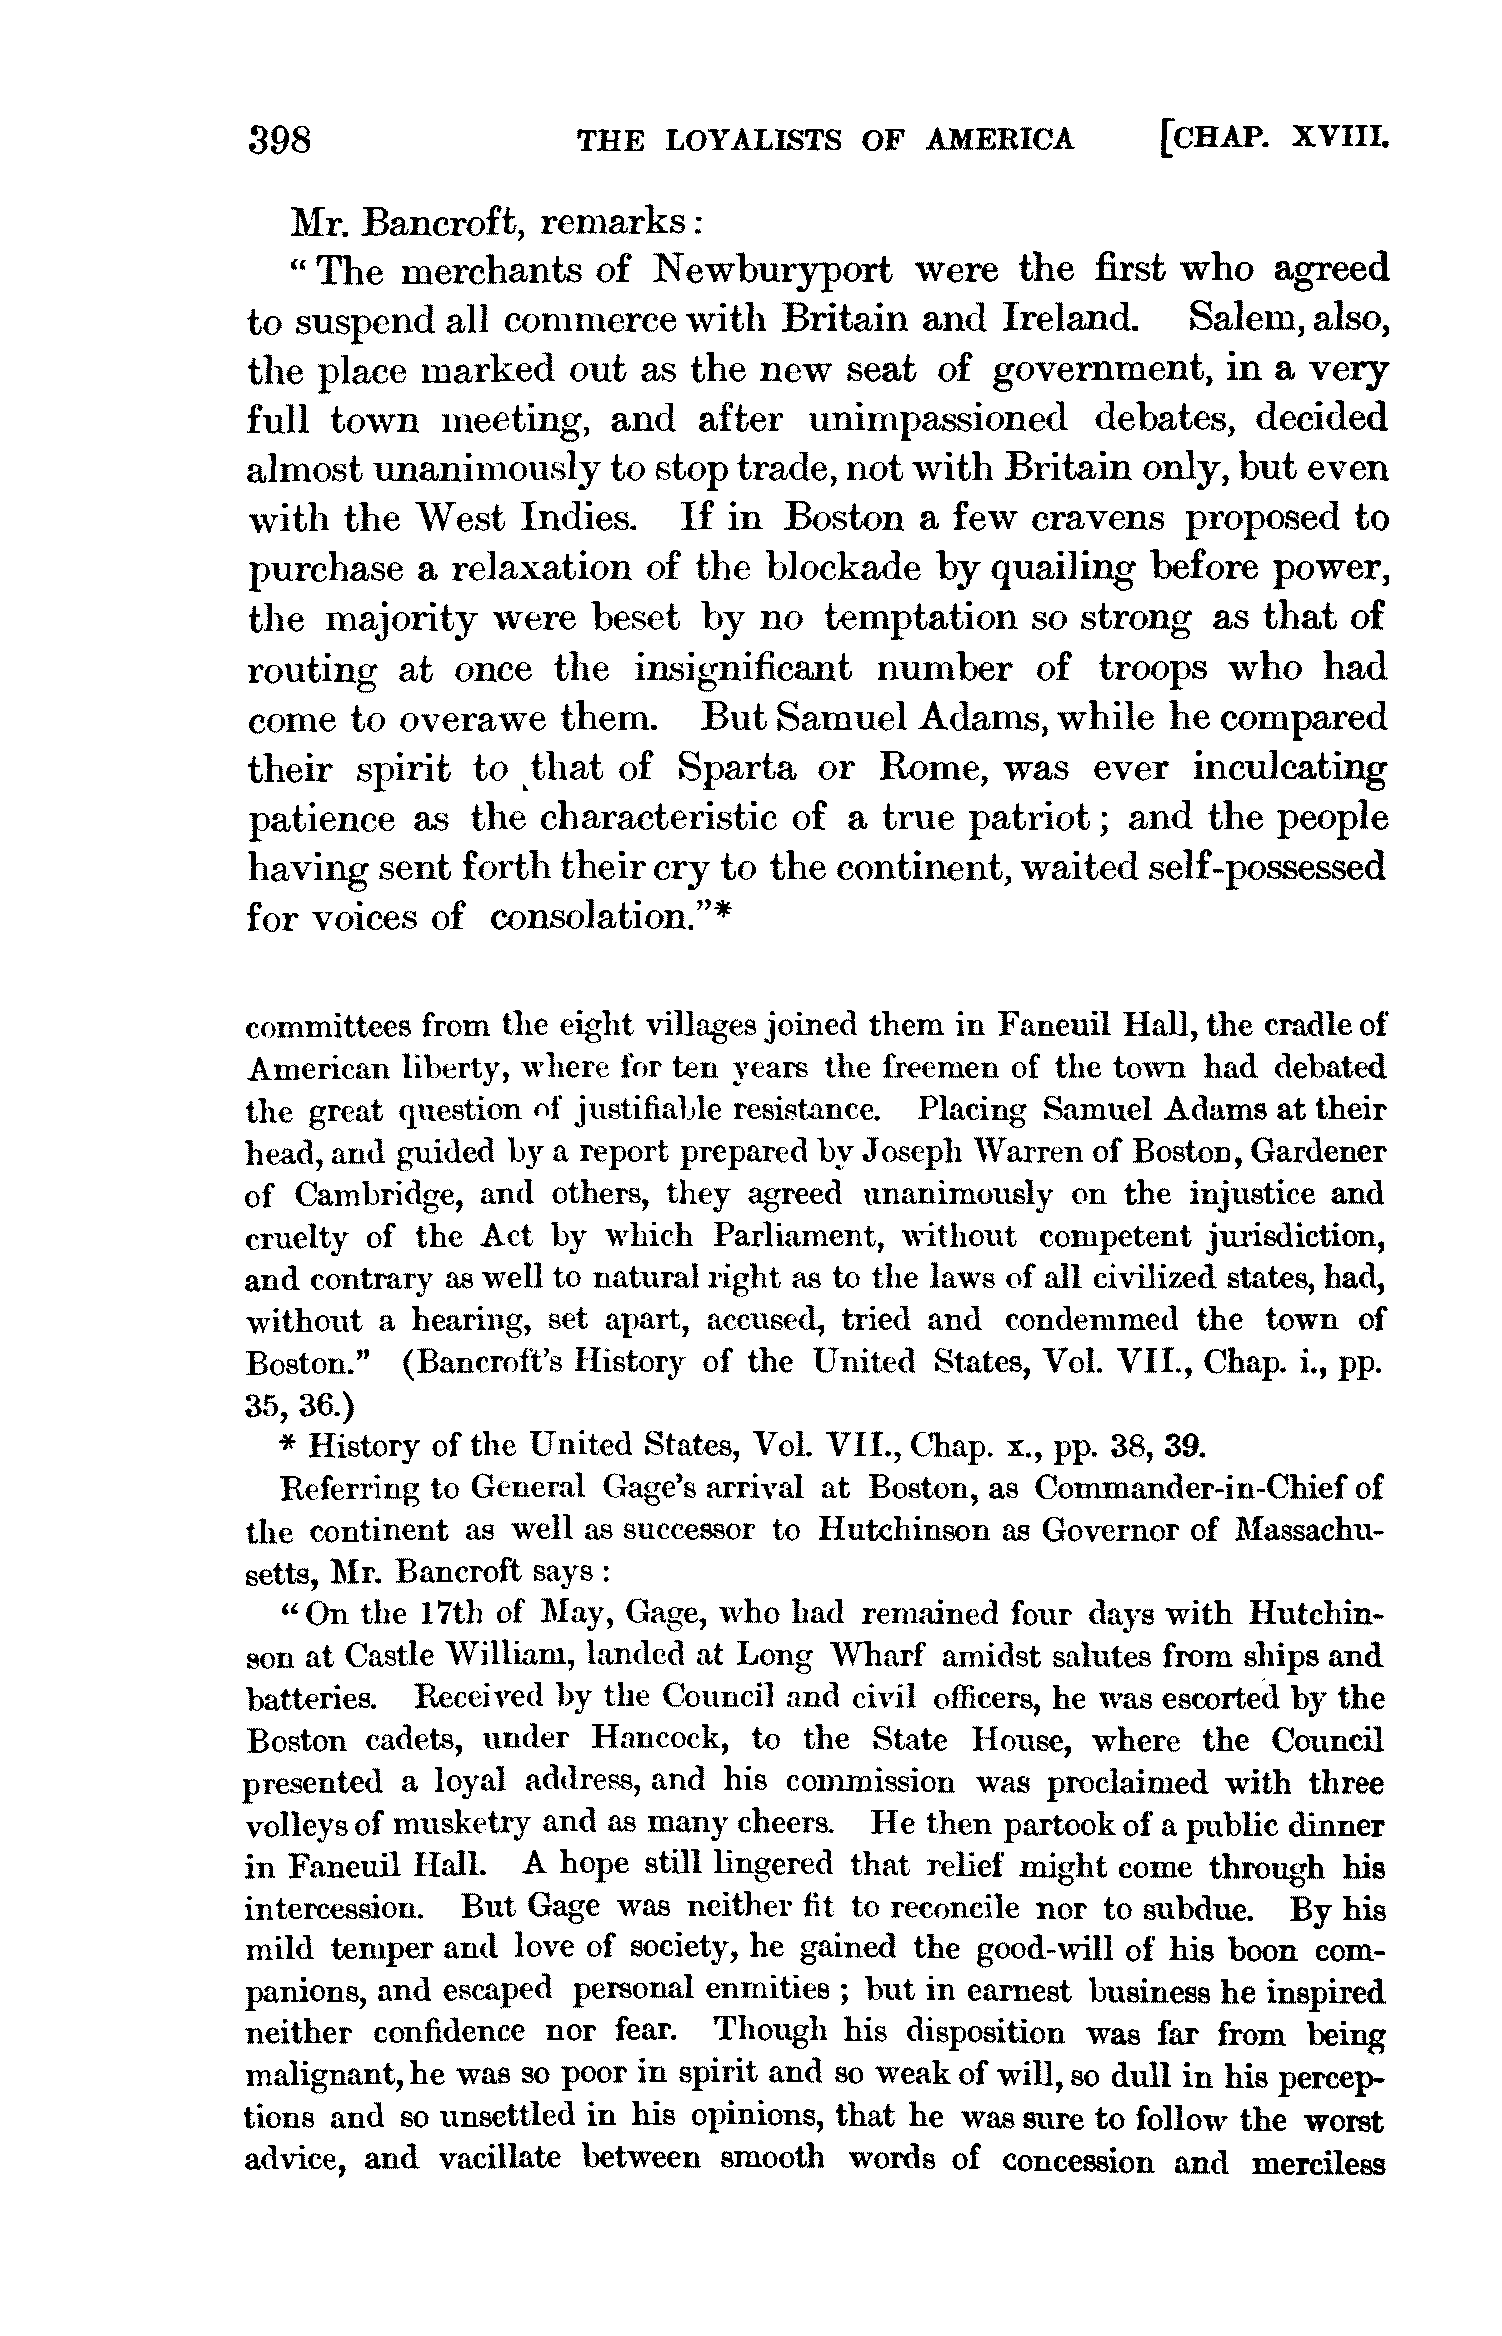 398 THE LOYALISTS OF AMERICA [CHAP. XVIII.
Mr. Bancroft, remarks:
"The merchants of Newburyport were the first who agreed
to suspend all commerce with Britain and Ireland. Salem, also,
the place marked out as the new seat of government, in a very
full town meeting, and after unimpassioned debates, decided
almost unanimously to stop trade, not with Britain only, but even
with the West Indies. If in Boston a few cravens proposed to
purchase a relaxation of the blockade by quailing before power,
the majority were beset by no temptation so strong as that of
routing at once the insignificant number of troops who had
come to overawe them. But Samuel Adams, while he compared
their spirit to that of Sparta or Rome, was ever inculcating
patience as the characteristic of a true patriot; and the people
having sent forth their cry to the continent, waited self-possessed
for voices of consolation."*
committees from the eight villages joined them in Faneuil Hall, the cradle of
American liberty, where for ten years the freemen of the town had debated
the great question of justifiable resistance. Placing Samuel Adams at their
head, and guided by a report prepared by Joseph Warren of Boston, Gardener
of Cambridge, and others, they agreed unanimously on the injustice and
cruelty of the Act by which Parliament, without competent jurisdiction,
and contrary as well to natural right as to the laws of all civilized states, had,
without a hearing, set apart, accused, tried and condemmed the town of
Boston." (Bancroft's History of the United States, Vol. VII., Chap. i., pp.
35, 36.)
* History of the United States, Vol. VII., Chap. x., pp. 38, 39.
Referring to General Gage's arrival at Boston, as Commander-in-Chief of
the continent as well as successor to Hutchinson as Governor of Massachu-
setts, Mr. Bancroft says:
"On the 17th of May, Gage, who had remained four days with Hutchin-
son at Castle William, landed at Long Wharf amidst salutes from ships and
batteries. Received by the Council and civil officers, he was escorted by the
Boston cadets, under Hancock, to the State House, where the Council
presented a loyal address, and his commission was proclaimed with three
volleys of musketry and as many cheers. He then partook of a public dinner
in Faneuil Hall. A hope still lingered that relief might come through his
intercession. But Gage was neither fit to reconcile nor to subdue. By his
mild temper and love of society, he gained the good-will of his boon com-
panions, and escaped personal enmities; but in earnest business he inspired
neither confidence nor fear. Though his disposition was far from being
malignant, he was so poor in spirit and so weak of will, so dull in his percep-
tions and so unsettled in his opinions, that he was sure to follow the worst
advice, and vacillate between smooth words of concession and merciless